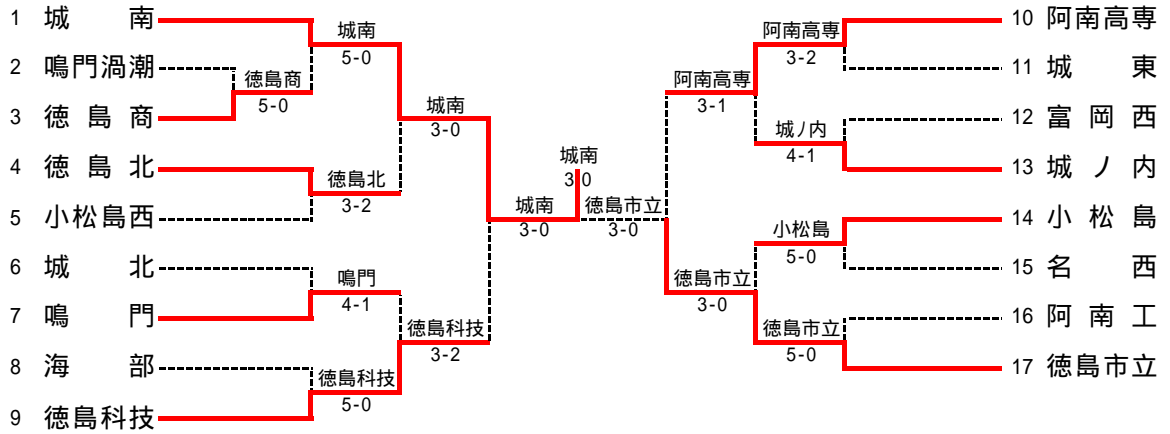 1 城南
2 鳴門渦潮
3 徳島商
4 徳島北
5 小松島西
6 城北
7 鳴門
8 海部
9 徳島科技
徳島商
5-0
城南
5-0
徳島北
3-2
鳴門
4-1
徳島科技
5-0
城南
3-0
徳島科技
3-2
城南
3-0
城南
3-0
徳島市立
3-0
阿南高専
3-1
徳島市立
3-0
阿南高専
3-2
城ノ内
4-1
小松島
5-0
徳島市立
5-0
10 阿南高専
11 城東
12 富岡西
13 城ノ内
14 小松島
15 名西
16 阿南工
17 徳島市立